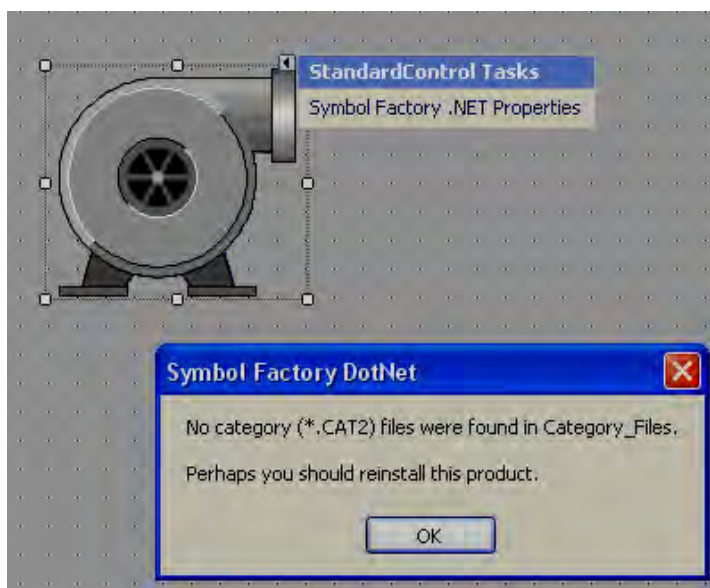 StandardControl Tasks
Symbol Factory .NET Properties
Symbol Factory DotNet
No category (*.CAT2) files were found in Category_Files.
Perhaps you should reinstall this product.
OK